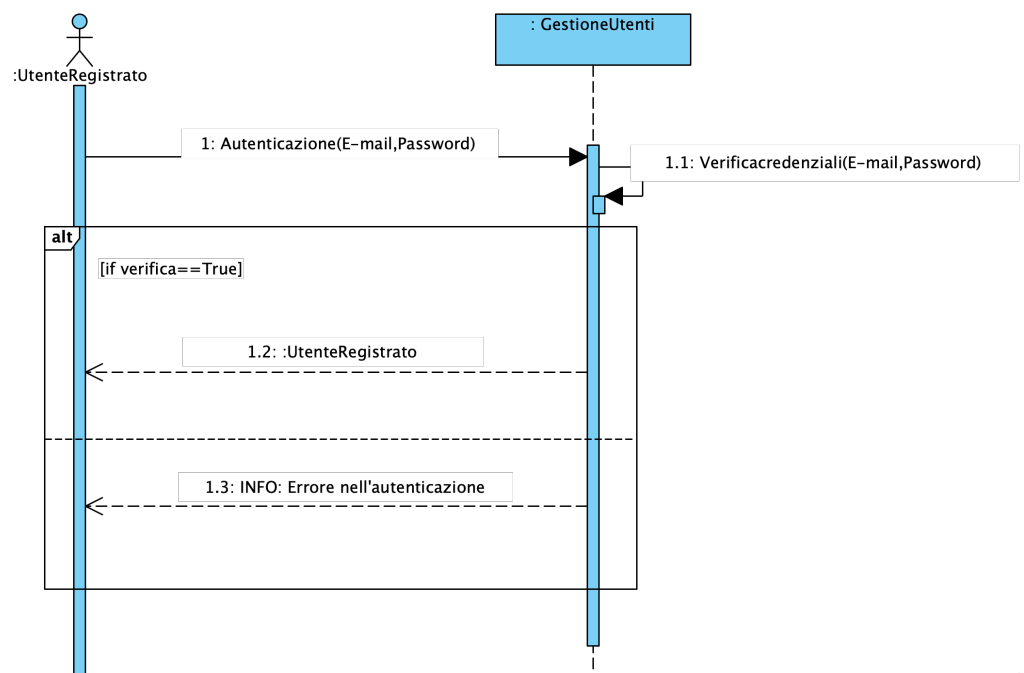 : GestioneUtenti
:UtenteRegistrato
1: Autenticazione(E-mail,Password)
1.1: Verificacredenziali(E-mail,Password)
alt
[if verifica==True]
1.2: :UtenteRegistrato
1.3: INFO: Errore nell'autenticazione